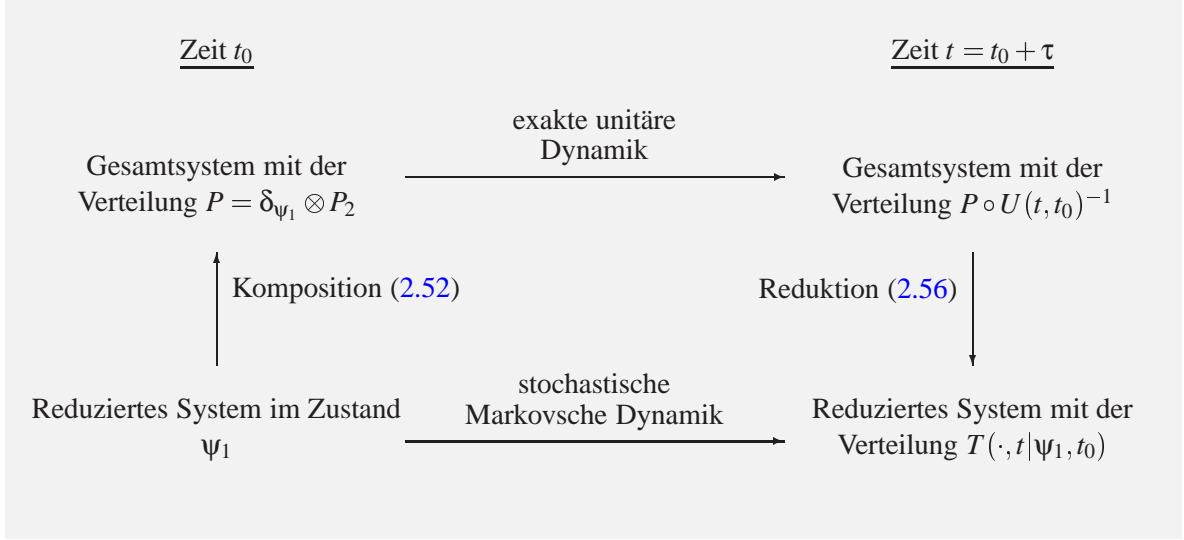 Zeit t₀
Zeit t = t₀ + τ
exakte unitäre
Dynamik
Gesamtsystem mit der
Verteilung P = δ_ψ₁ ⊗ P₂
Gesamtsystem mit der
Verteilung P ∘ U(t,t₀)⁻¹
Komposition (2.52)
Reduktion (2.56)
stochastische
Markovsche Dynamik
Reduziertes System im Zustand
ψ₁
Reduziertes System mit der
Verteilung T(·,t|ψ₁,t₀)